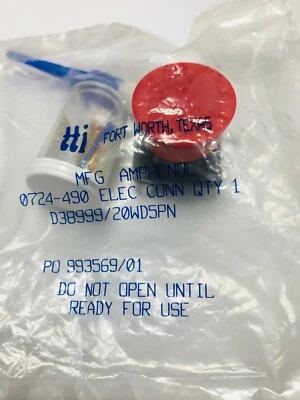 Hi FORT WORTH, TEXAS
MFG AMPHENOL
0724-490 ELEC CONN QTY 1
D38999/20WD5PN
PO 993569/01
DO NOT OPEN UNTIL
READY FOR USE